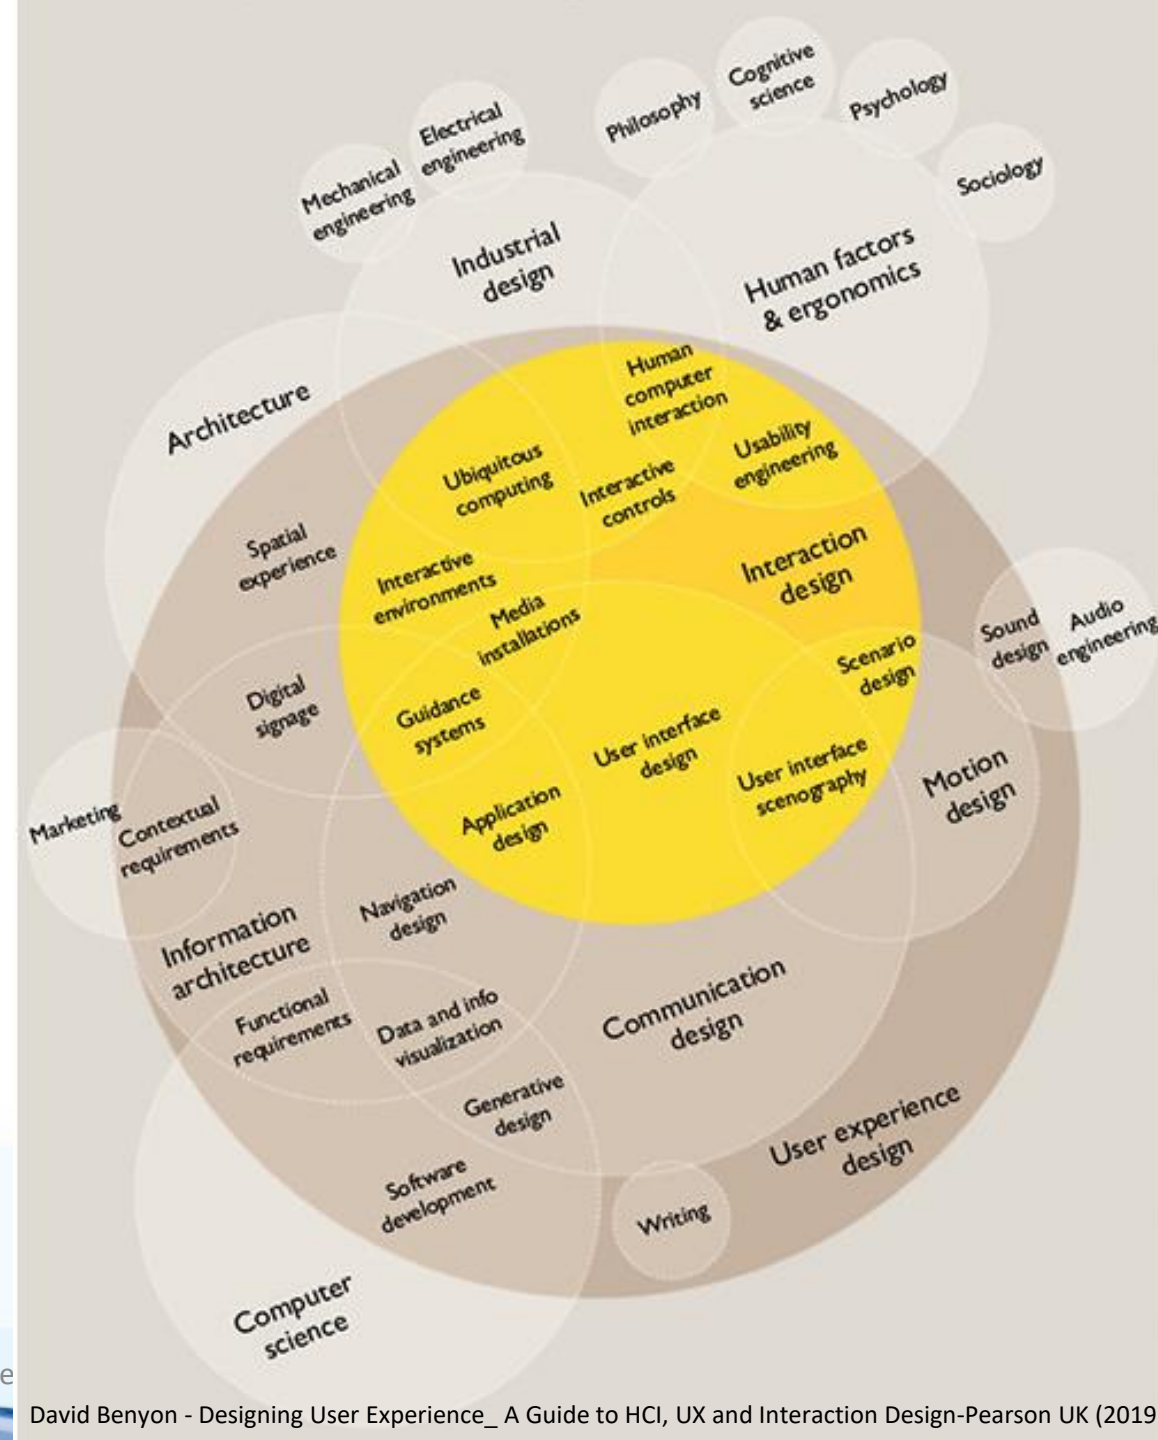 Cognitive
science
Philosophy
Psychology
Electrical
engineering
Mechanical
engineering
Sociology
Industrial
design
Human factors
& ergonomics
Architecture
Human
computer
interaction
Usability
engineering
Ubiquitous
computing
Interactive
controls
Spatial
experience
Interactive
environments
Interaction
design
Media
installations
Sound
design
Audio
engineering
Scenario
design
Digital
signage
Guidance
systems
User interface
design
User interface
scenography
Motion
design
Marketing
Contextual
requirements
Application
design
Navigation
design
Information
architecture
Functional
requirements
Data and info
visualization
Communication
design
Generative
design
User experience
design
Software
development
Writing
Computer
science
e
David Benyon - Designing User Experience_ A Guide to HCI, UX and Interaction Design-Pearson UK (2019